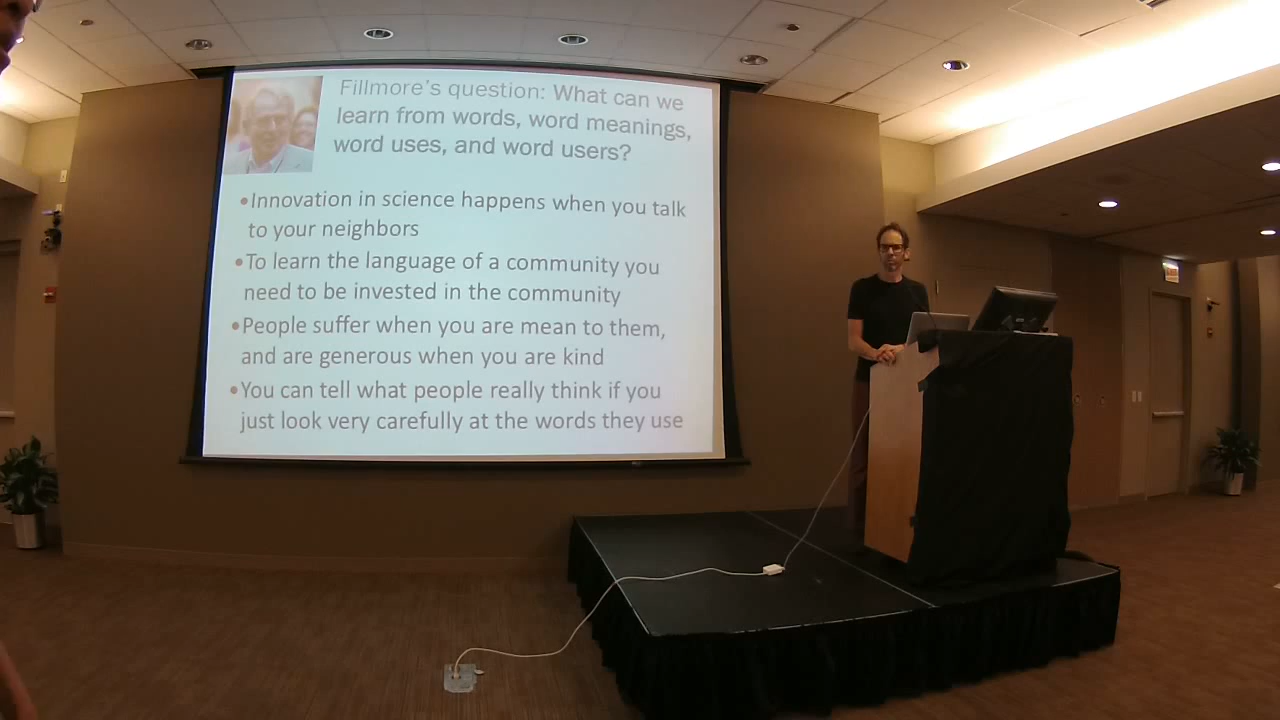 Fillmore's question: What can we
learn from words, word meanings,
word uses, and word users?
•Innovation in science happens when you talk
to your neighbors
•To learn the language of a community you
need to be invested in the community
•People suffer when you are mean to them,
and are generous when you are kind
•You can tell what people really think if you
just look very carefully at the words they use